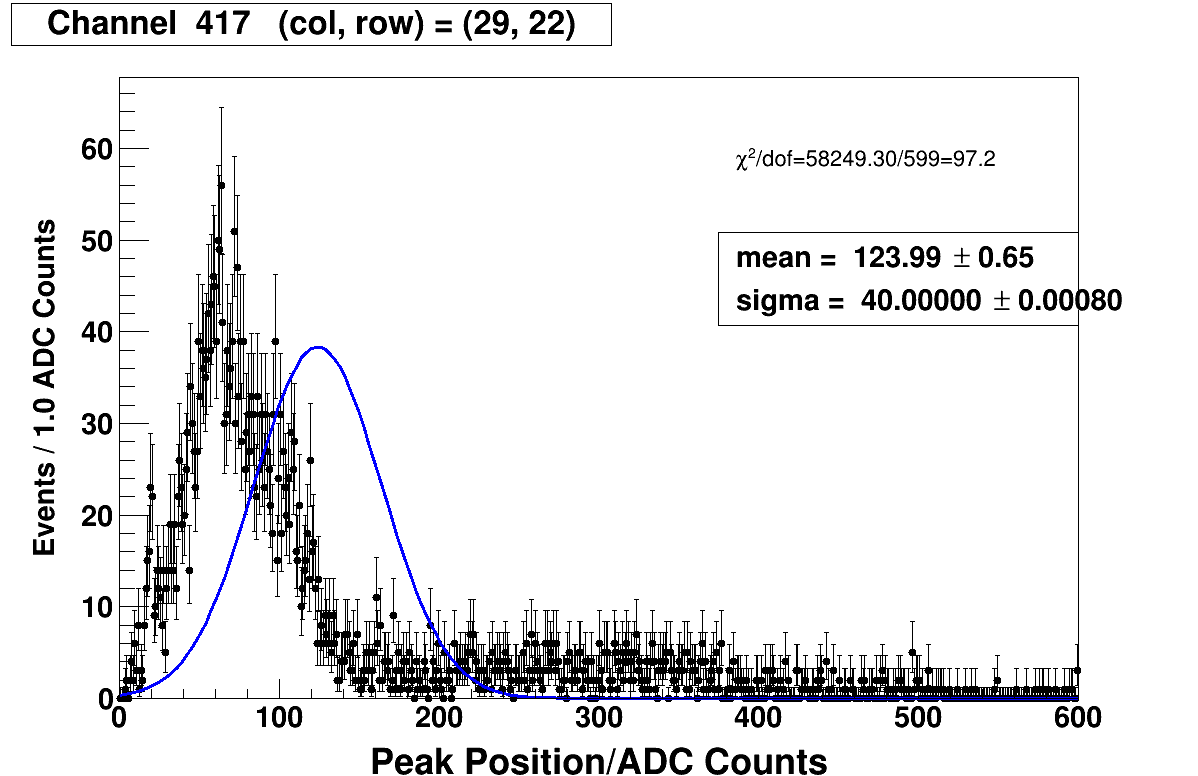 Channel 417 (col, row) = (29, 22)
χ²/dof=58249.30/599=97.2
mean = 123.99 ± 0.65
sigma = 40.00000 ± 0.00080
Events / 1.0 ADC Counts
60
50
40
30
20
10
0
0 100 200 300 400 500 600
Peak Position/ADC Counts